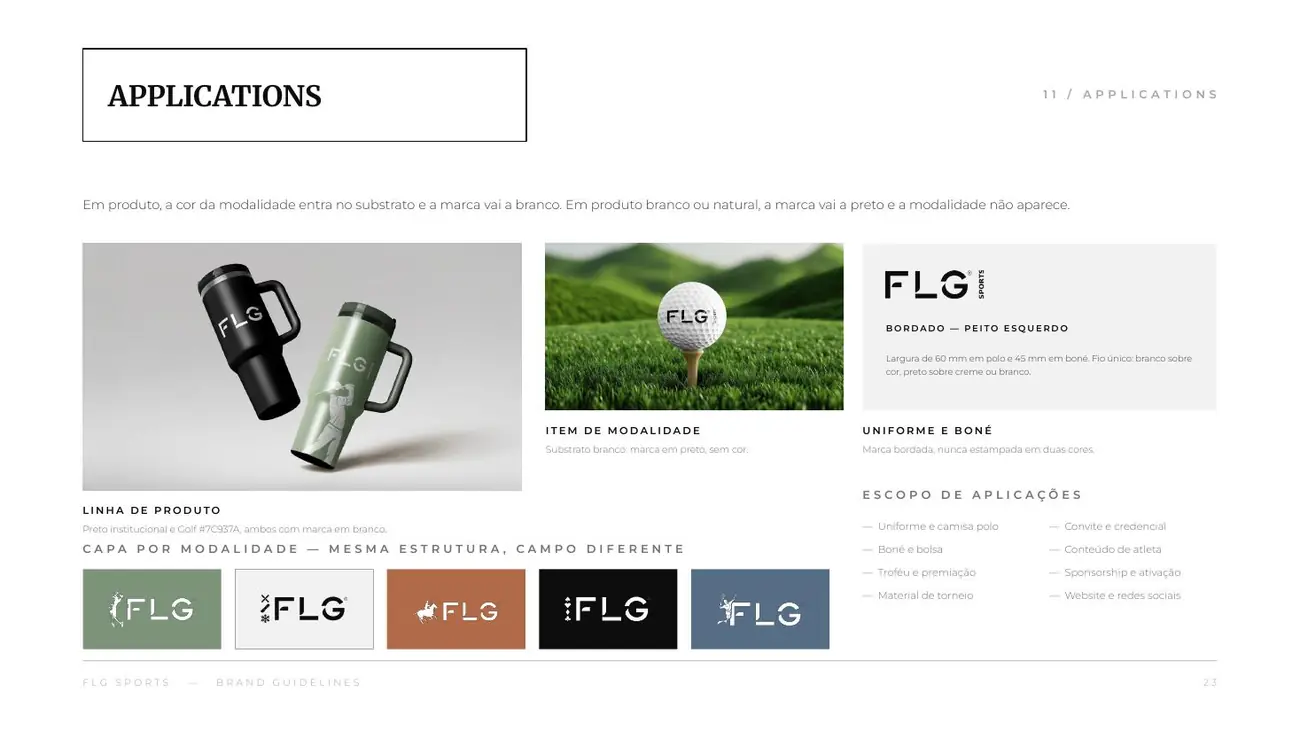 APPLICATIONS
11 / APPLICATIONS
Em produto, a cor da modalidade entra no substrato e a marca vai a branco. Em produto branco ou natural, a marca vai a preto e a modalidade não aparece.
FLG
FLG
FLG
FLG® SPORTS
BORDADO — PEITO ESQUERDO
Largura de 60 mm em polo e 45 mm em boné. Fio único: branco sobre
cor, preto sobre creme ou branco.
LINHA DE PRODUTO
Preto institucional e Golf #7C937A, ambos com marca em branco.
ITEM DE MODALIDADE
Substrato branco: marca em preto, sem cor.
UNIFORME E BONÉ
Marca bordada, nunca estampada em duas cores.
CAPA POR MODALIDADE — MESMA ESTRUTURA, CAMPO DIFERENTE
FLG
FLG
FLG
FLG
FLG
ESCOPO DE APLICAÇÕES
— Uniforme e camisa polo
— Boné e bolsa
— Troféu e premiação
— Material de torneio
— Convite e credencial
— Conteúdo de atleta
— Sponsorship e ativação
— Website e redes sociais
FLG SPORTS — BRAND GUIDELINES
23